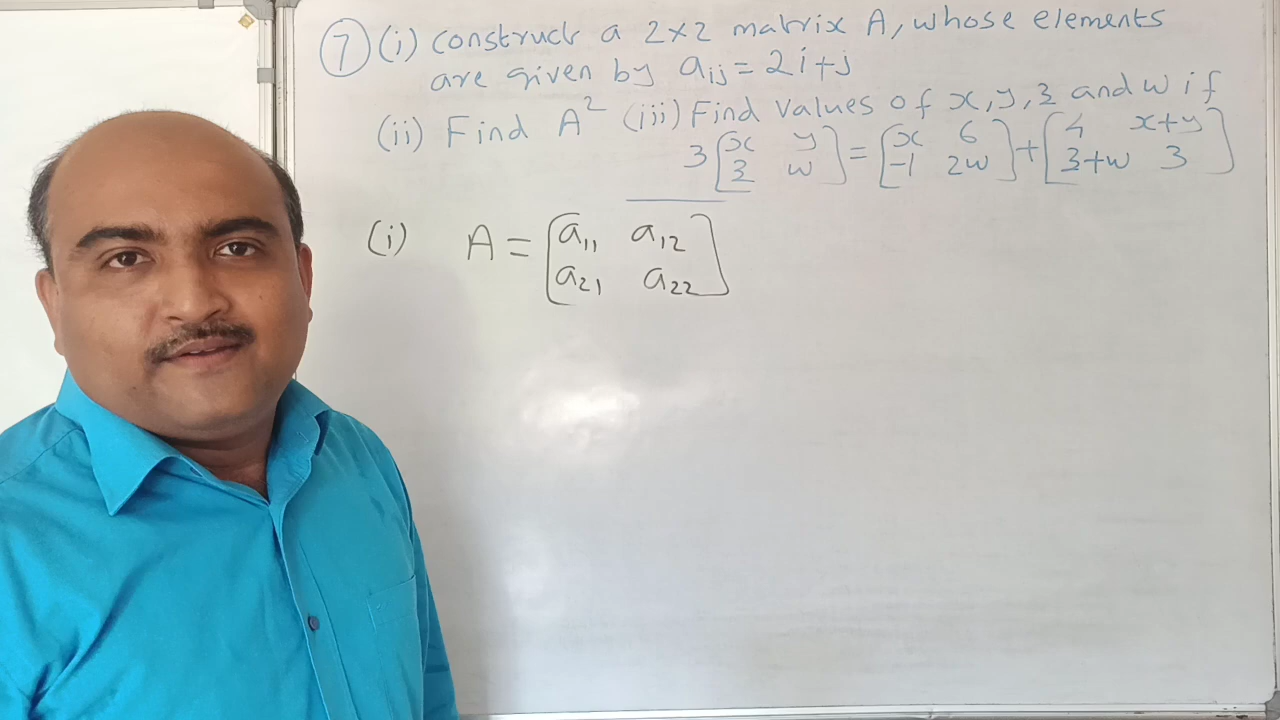 7 (i) construct a 2×2 matrix A, whose elements
are given by aij = 2i+j
(ii) Find A² (iii) Find values of x, y, z and w if
3 [x y] = [x 6] + [4 x+y]
[z w] [-1 2w] [z+w 3]
(i) A = [a₁₁ a₁₂]
[a₂₁ a₂₂]